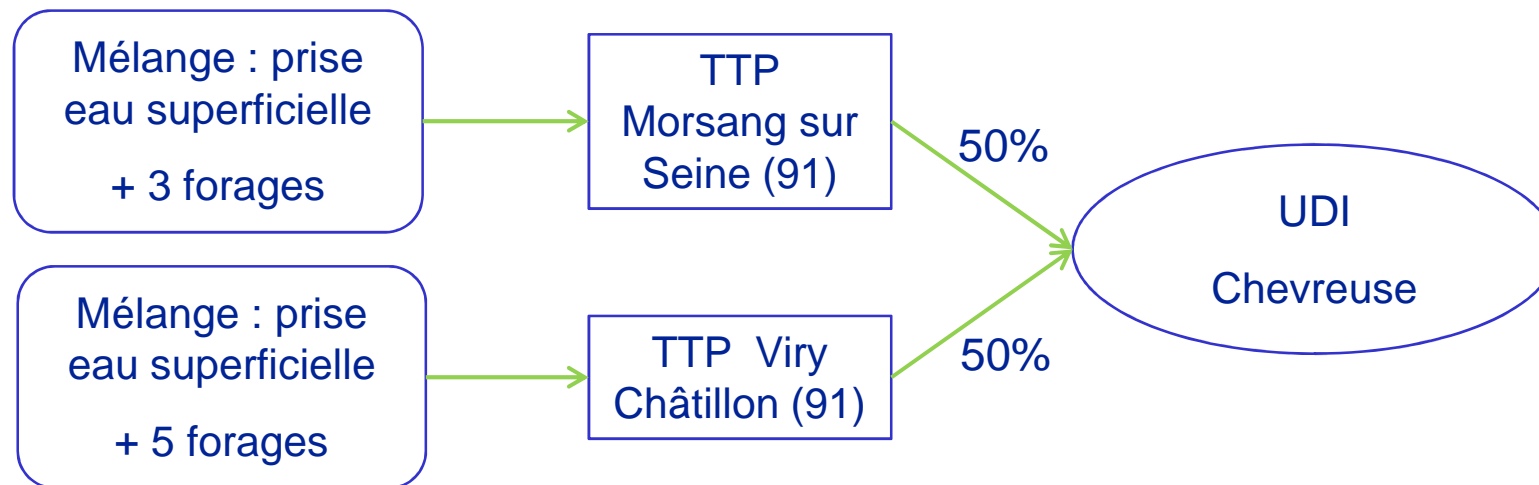 Mélange : prise
eau superficielle
+ 3 forages
TTP
Morsang sur
Seine (91)
50%
UDI
Chevreuse
Mélange : prise
eau superficielle
+ 5 forages
TTP Viry
Châtillon (91)
50%